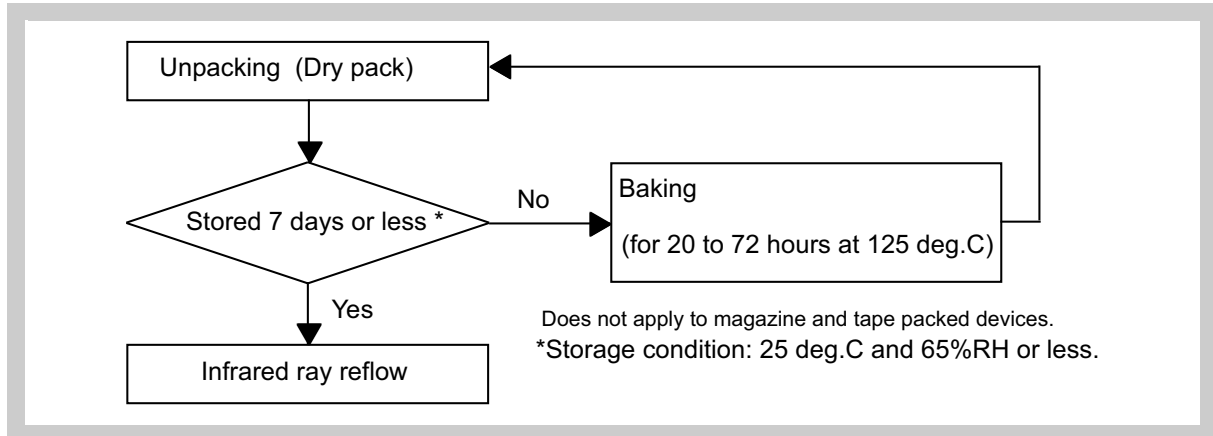 Unpacking (Dry pack)
Stored 7 days or less *
No
Baking
(for 20 to 72 hours at 125 deg.C)
Yes
Does not apply to magazine and tape packed devices.
*Storage condition: 25 deg.C and 65%RH or less.
Infrared ray reflow